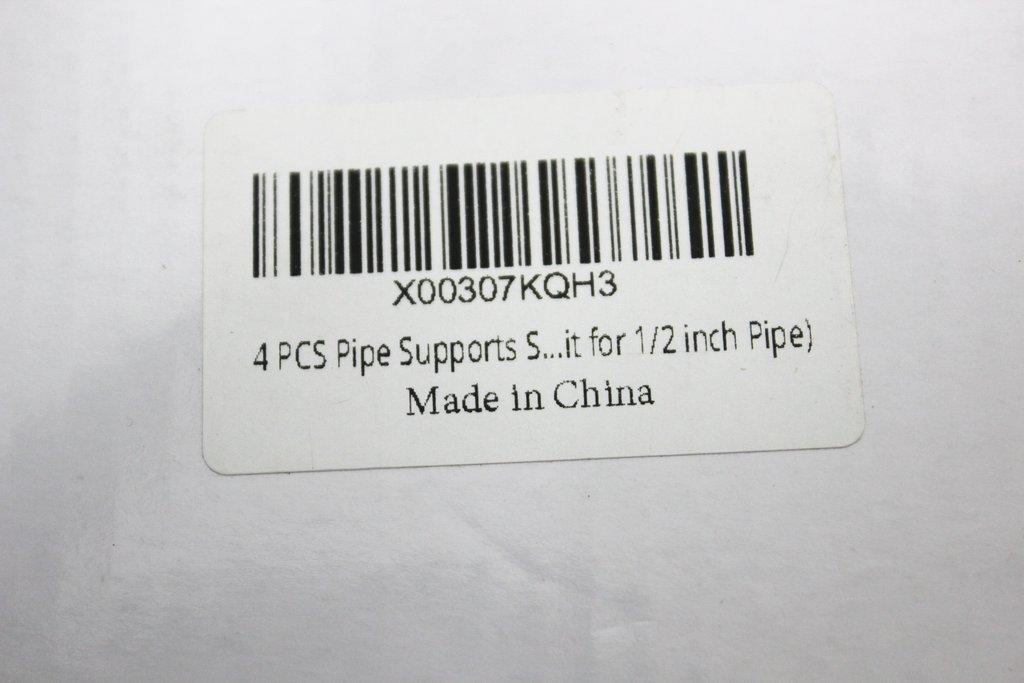 X00307KQH3
4 PCS Pipe Supports S...it for 1/2 inch Pipe)
Made in China